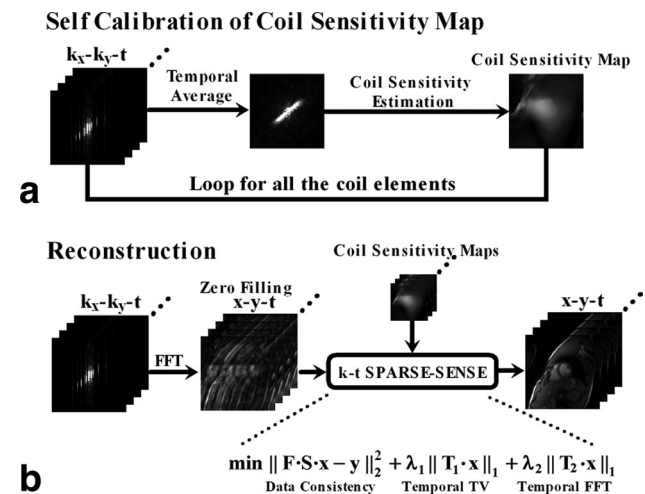 Self Calibration of Coil Sensitivity Map
kx-ky-t
Temporal
Average
Coil Sensitivity
Estimation
Coil Sensitivity Map
Loop for all the coil elements
a
Reconstruction
kx-ky-t
FFT
Zero Filling
x-y-t
Coil Sensitivity Maps
k-t SPARSE-SENSE
x-y-t
min || F·S·x − y ||₂² + λ₁ || T₁·x ||₁ + λ₂ || T₂·x ||₁
Data Consistency Temporal TV Temporal FFT
b